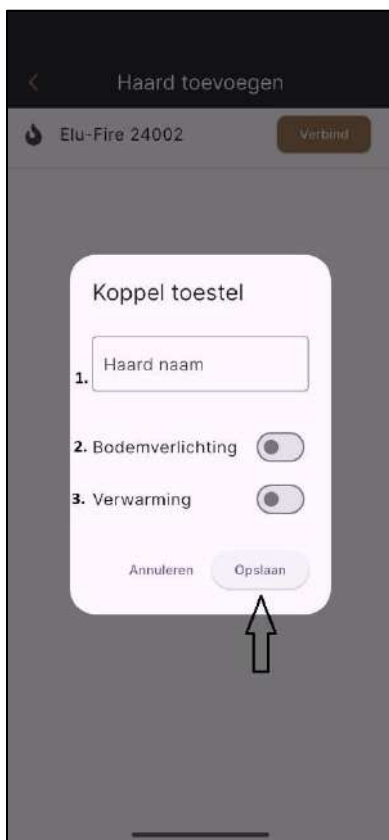 Haard toevoegen
Elu-Fire 24002 Verbind
Koppel toestel
1. Haard naam
2. Bodemverlichting
3. Verwarming
Annuleren Opslaan